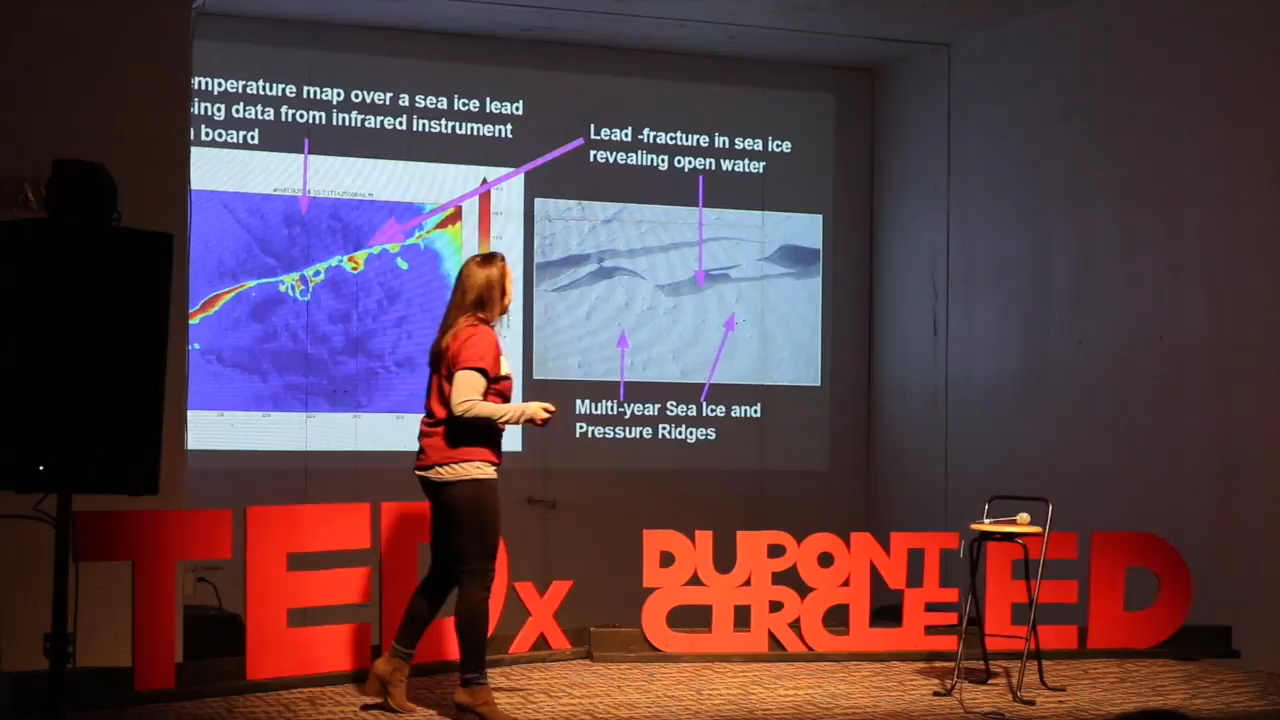 emperature map over a sea ice lead
sing data from infrared instrument
board
Lead -fracture in sea ice
revealing open water
Multi-year Sea Ice and
Pressure Ridges
TEDx
DUPONT
CIRCLE
ED